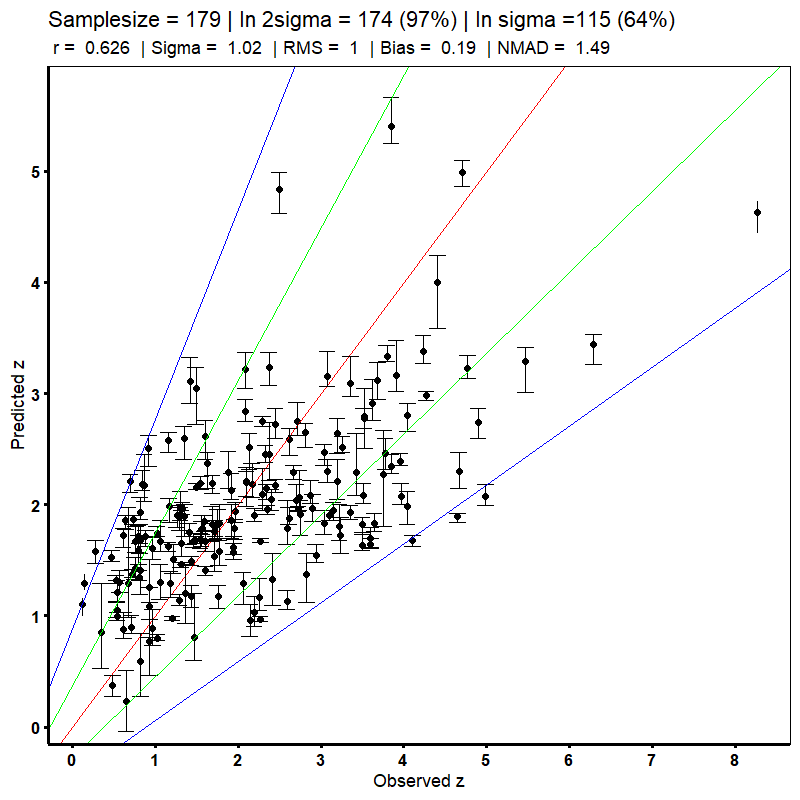 Samplesize = 179 | In 2sigma = 174 (97%) | In sigma =115 (64%)
r = 0.626 | Sigma = 1.02 | RMS = 1 | Bias = 0.19 | NMAD = 1.49
5
4
3
2
1
0
Predicted z
0 1 2 3 4 5 6 7 8
Observed z